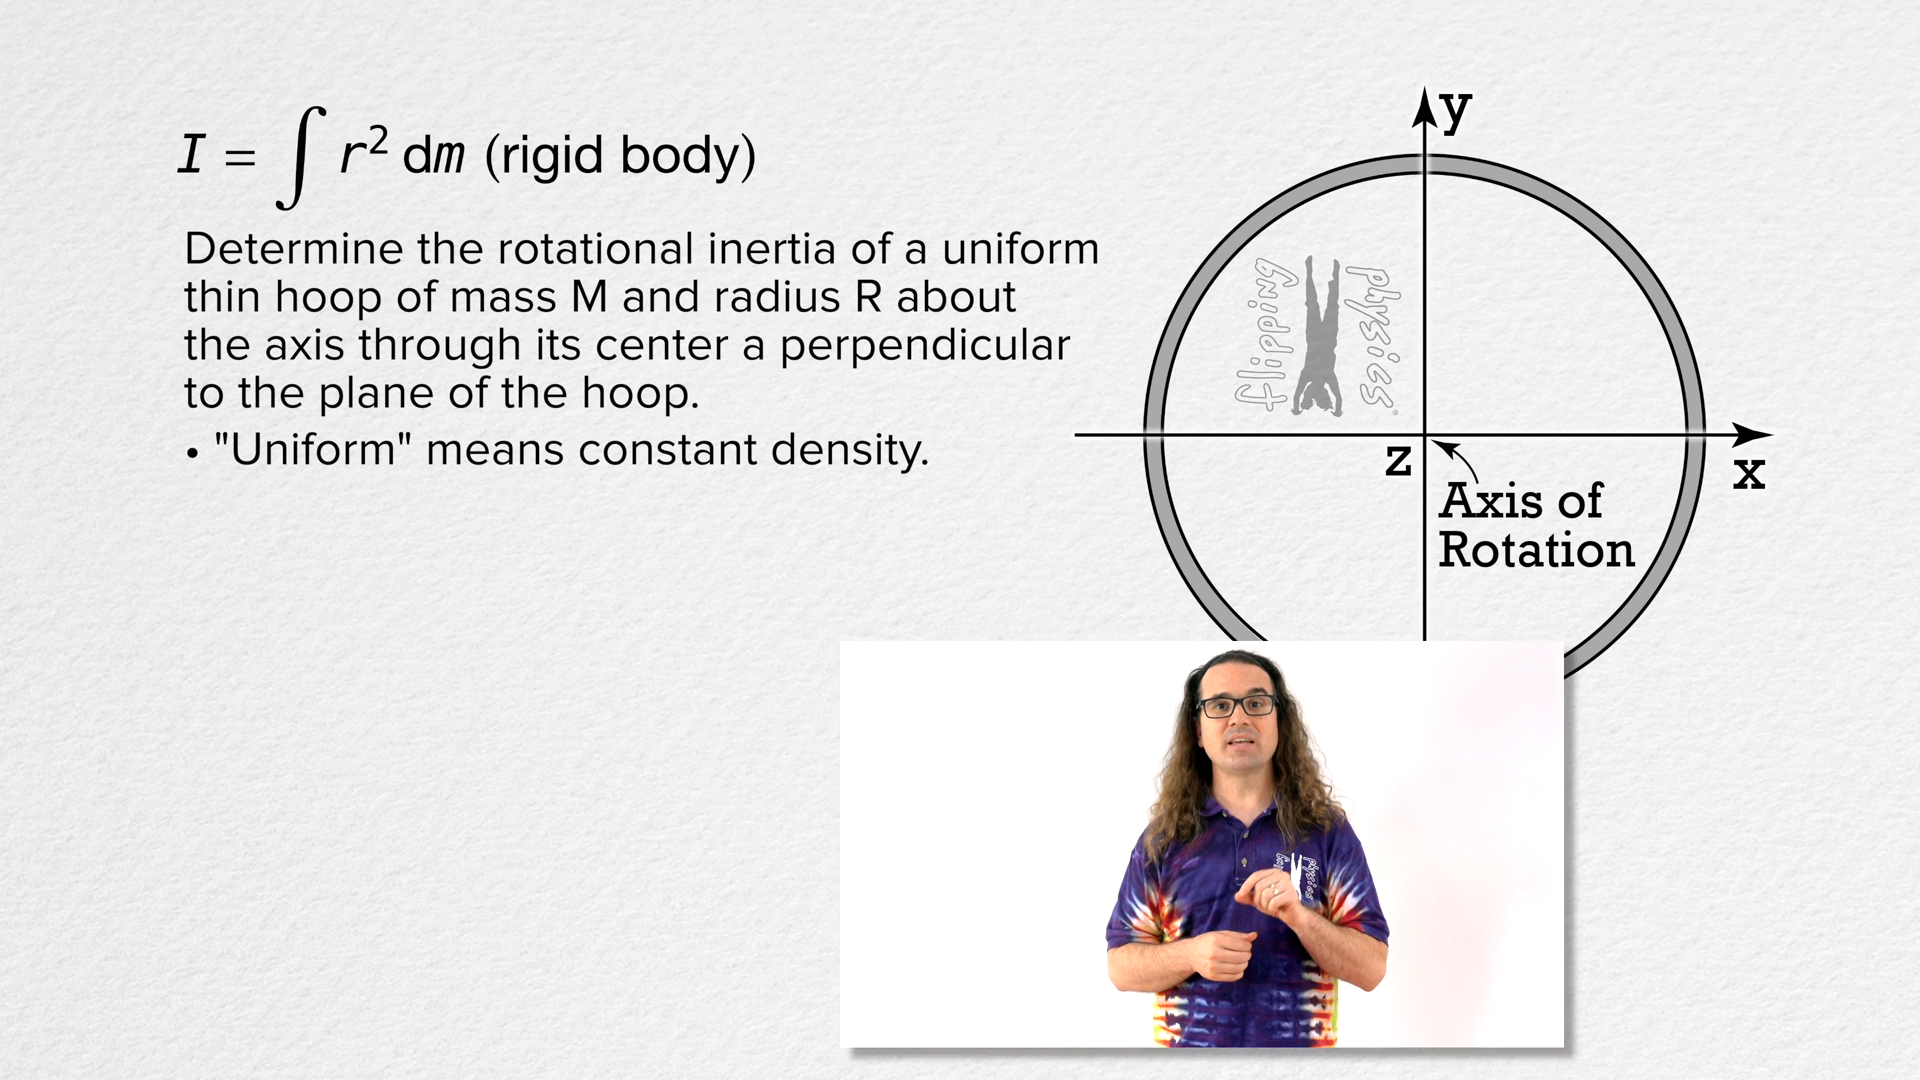 I = ∫ r² dm (rigid body)
Determine the rotational inertia of a uniform
thin hoop of mass M and radius R about
the axis through its center a perpendicular
to the plane of the hoop.
• "Uniform" means constant density.
y
flipping
physics
z
x
Axis of
Rotation
physics